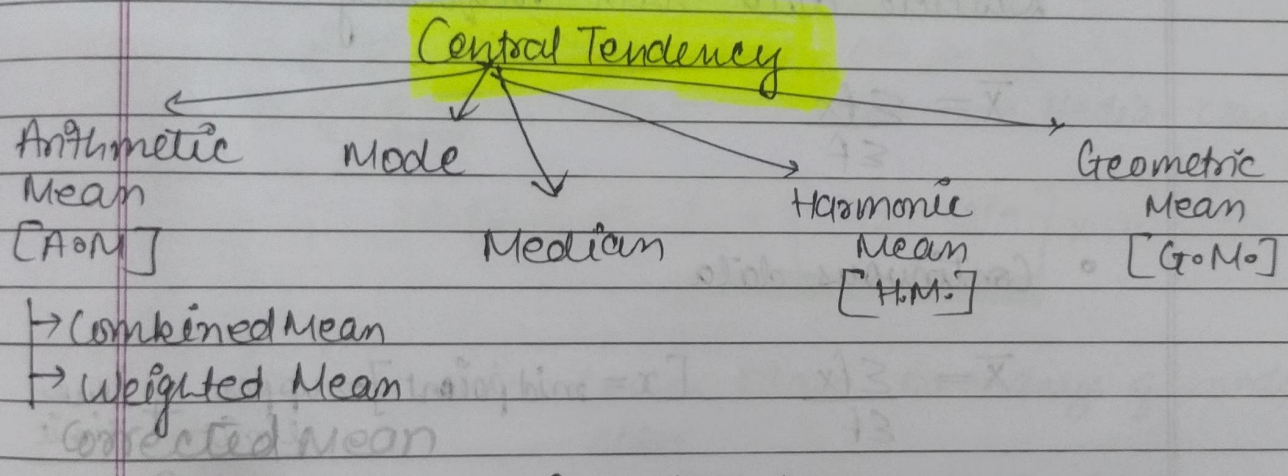 Central Tendency
Arithmetic
Mean
[A.M]
Mode
Median
Harmonic
Mean
[H.M.]
Geometric
Mean
[G.M.]
Combined Mean
Weighted Mean
Corrected Mean